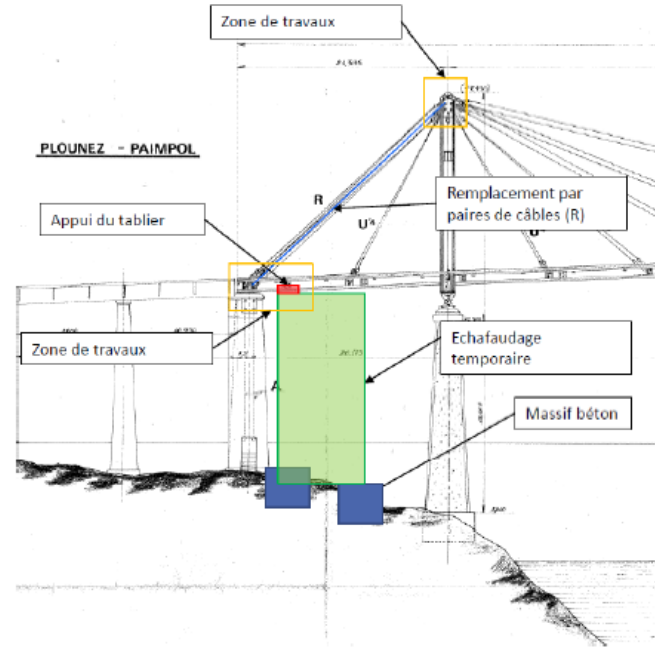 Zone de travaux
PLOUNEZ - PAIMPOL
R
Remplacement par
paires de câbles (R)
Appui du tablier
U'4
Zone de travaux
Echafaudage
temporaire
A
Massif béton